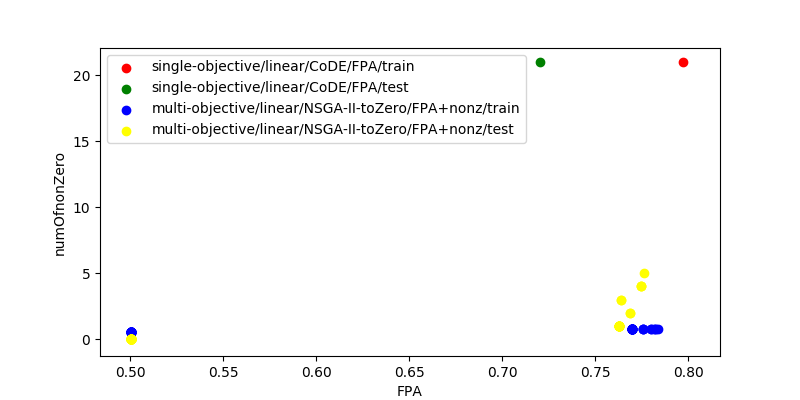 single-objective/linear/CoDE/FPA/train
single-objective/linear/CoDE/FPA/test
multi-objective/linear/NSGA-II-toZero/FPA+nonz/train
multi-objective/linear/NSGA-II-toZero/FPA+nonz/test
20
15
10
5
0
numOfnonZero
0.50 0.55 0.60 0.65 0.70 0.75 0.80
FPA